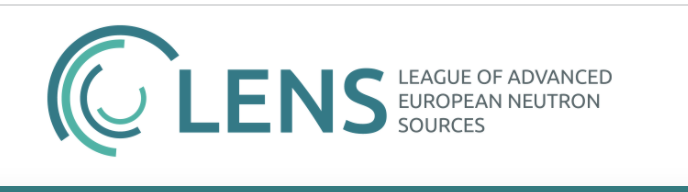 LENS
LEAGUE OF ADVANCED
EUROPEAN NEUTRON
SOURCES